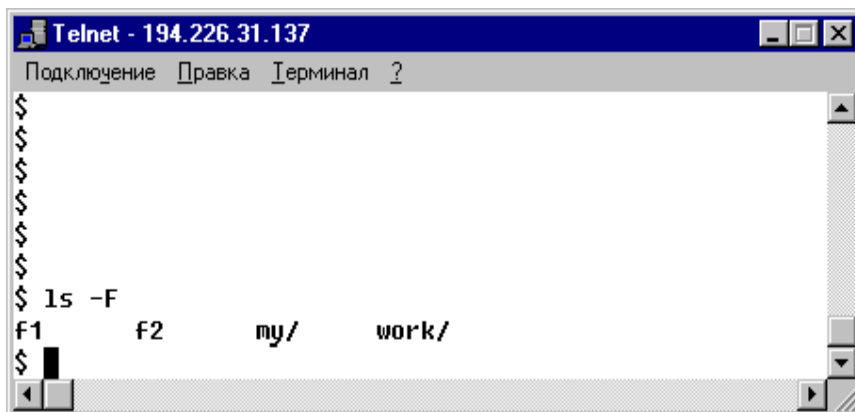 Telnet - 194.226.31.137
Подключение Правка Терминал ?
$
$
$
$
$
$
$ ls -F
f1 f2 my/ work/
$